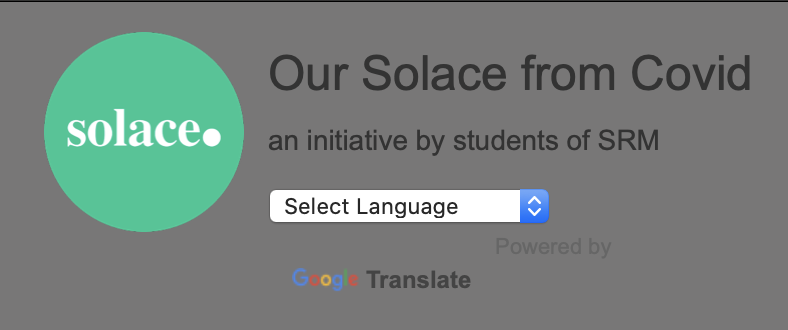 solace.
Our Solace from Covid
an initiative by students of SRM
Select Language
Powered by
Google Translate